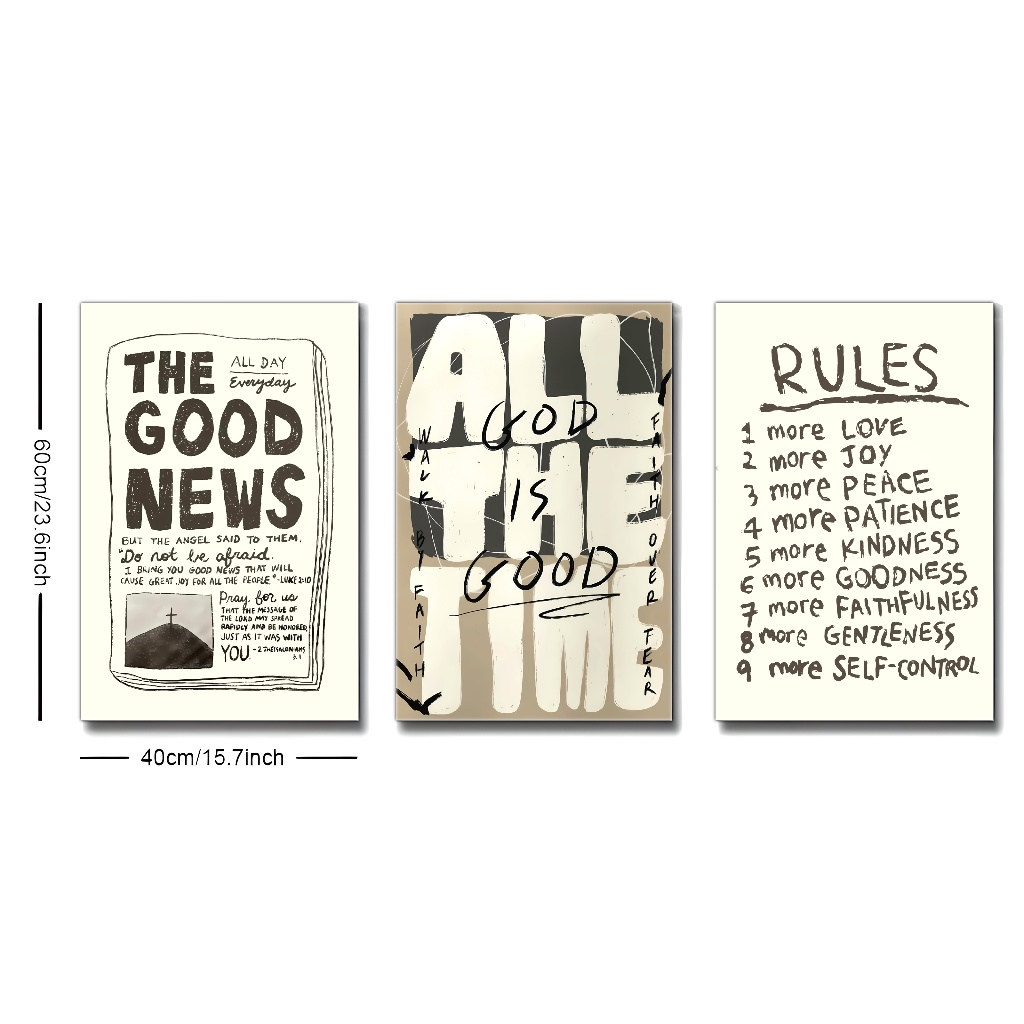 60cm/23.6inch
40cm/15.7inch
THE
ALL DAY
Everyday
GOOD
NEWS
BUT THE ANGEL SAID TO THEM,
"Do not be afraid.
I BRING YOU GOOD NEWS THAT WILL
CAUSE GREAT JOY FOR ALL THE PEOPLE"-LUKE 2:10
Pray for us
THAT THE MESSAGE OF
THE LORD MAY SPREAD
RAPIDLY AND BE HONORED
JUST AS IT WAS WITH
YOU -2 THESSALONIANS
3:1
ALL
THE
TIME
GOD
IS
GOOD
WALK BY FAITH
FAITH OVER FEAR
RULES
1 more LOVE
2 more JOY
3 more PEACE
4 more PATIENCE
5 more KINDNESS
6 more GOODNESS
7 more FAITHFULNESS
8 more GENTLENESS
9 more SELF-CONTROL